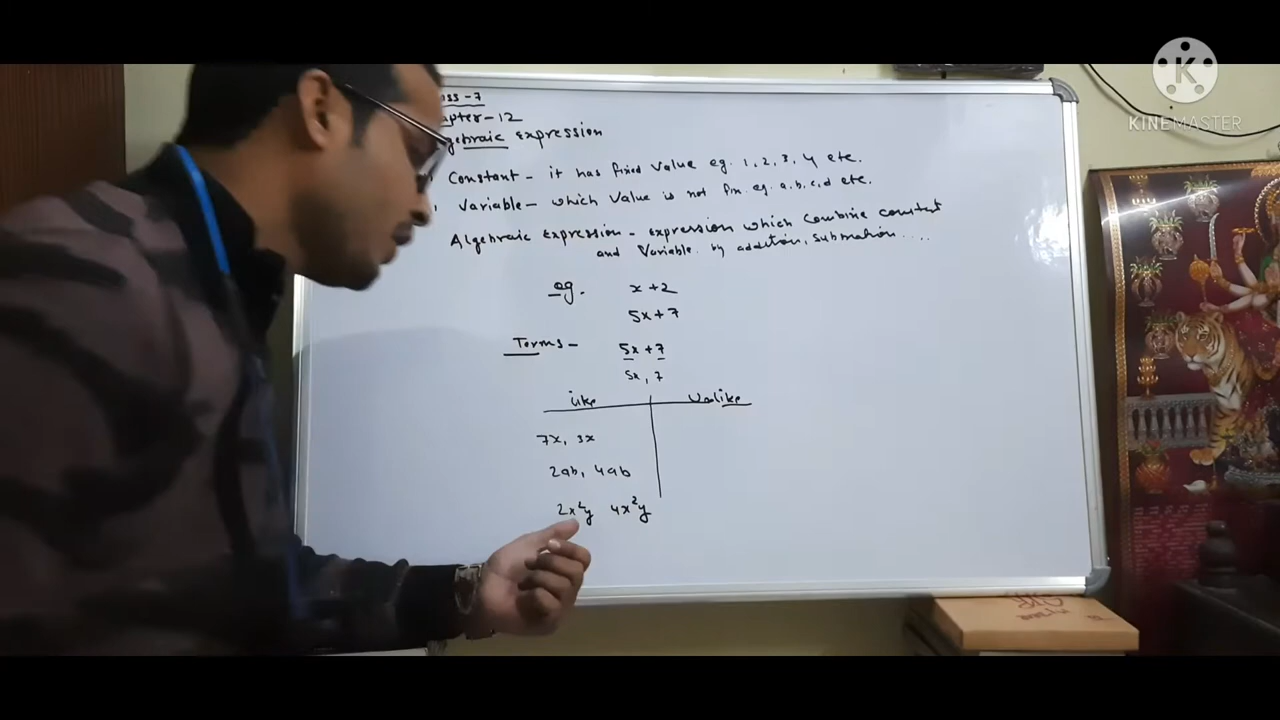 KINEMASTER
ss-7
apter-12
gebraic expression
Constant - it has fixed value eg. 1, 2, 3, 4 etc.
Variable - which value is not fix. eg. a, b, c, d etc.
Algebraic Expression - expression which combine constant
and Variable. by addition,
eg. x + 2
5x + 7
Terms - 5x + 7
5x, 7
like Unlike
7x, 3x
2ab, 4ab
2x²y 4x²y